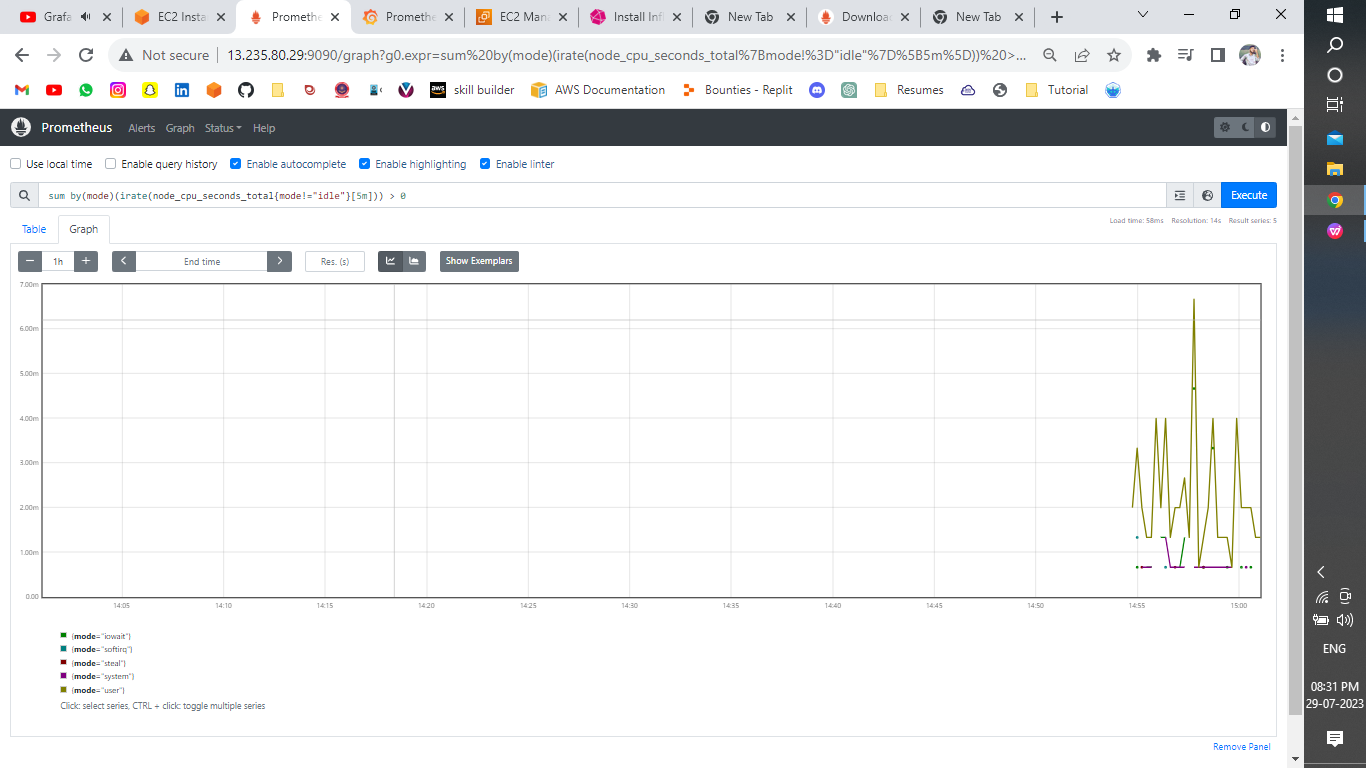 Grafa
EC2 Insta
Promethe
Promethe
EC2 Mana
Install Infl
New Tab
Downloa
New Tab
Not secure
13.235.80.29:9090/graph?g0.expr=sum%20by(mode)(irate(node_cpu_seconds_total%7Bmode!%3D"idle"%7D%5B5m%5D))%20>...
aws
skill builder
AWS Documentation
Bounties - Replit
Resumes
Tutorial
Prometheus
Alerts
Graph
Status
Help
Use local time
Enable query history
Enable autocomplete
Enable highlighting
Enable linter
sum by(mode)(irate(node_cpu_seconds_total{mode!="idle"}[5m])) > 0
Execute
Load time: 58ms Resolution: 14s Result series: 5
Table
Graph
1h
End time
Res. (s)
Show Exemplars
7.00m
6.00m
5.00m
4.00m
3.00m
2.00m
1.00m
0.00
14:05
14:10
14:15
14:20
14:25
14:30
14:35
14:40
14:45
14:50
14:55
15:00
{mode="iowait"}
{mode="softirq"}
{mode="steal"}
{mode="system"}
{mode="user"}
Click: select series, CTRL + click: toggle multiple series
Remove Panel
ENG
08:31 PM
29-07-2023